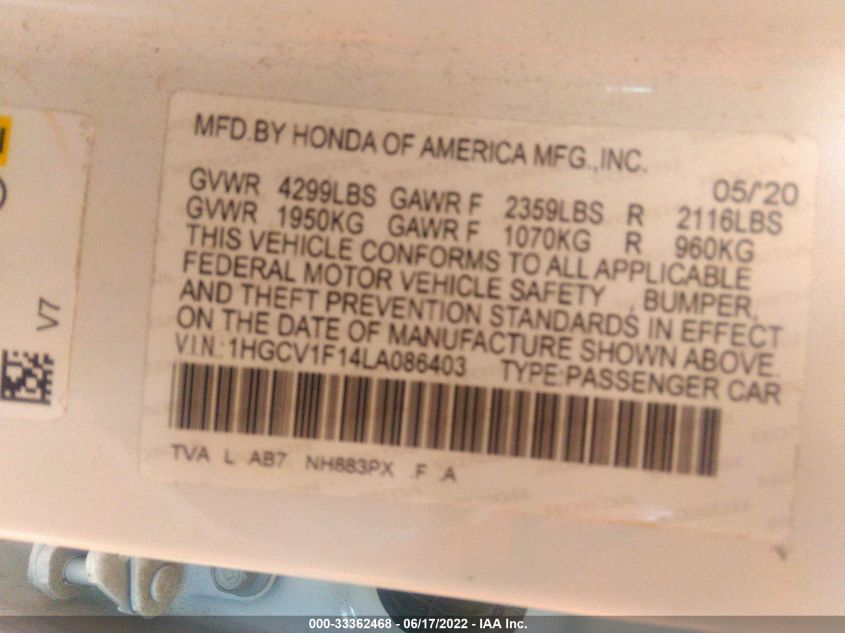 MFD.BY HONDA OF AMERICA MFG.,INC.
05/'20
GVWR 4299LBS GAWR F 2359LBS R 2116LBS
GVWR 1950KG GAWR F 1070KG R 960KG
THIS VEHICLE CONFORMS TO ALL APPLICABLE
FEDERAL MOTOR VEHICLE SAFETY , BUMPER,
AND THEFT PREVENTION STANDARDS IN EFFECT
ON THE DATE OF MANUFACTURE SHOWN ABOVE.
V.I.N.:1HGCV1F14LA086403 TYPE:PASSENGER CAR
TVA L AB7 NH883PX .F .A
V7
000-33362468 - 06/17/2022 - IAA Inc.